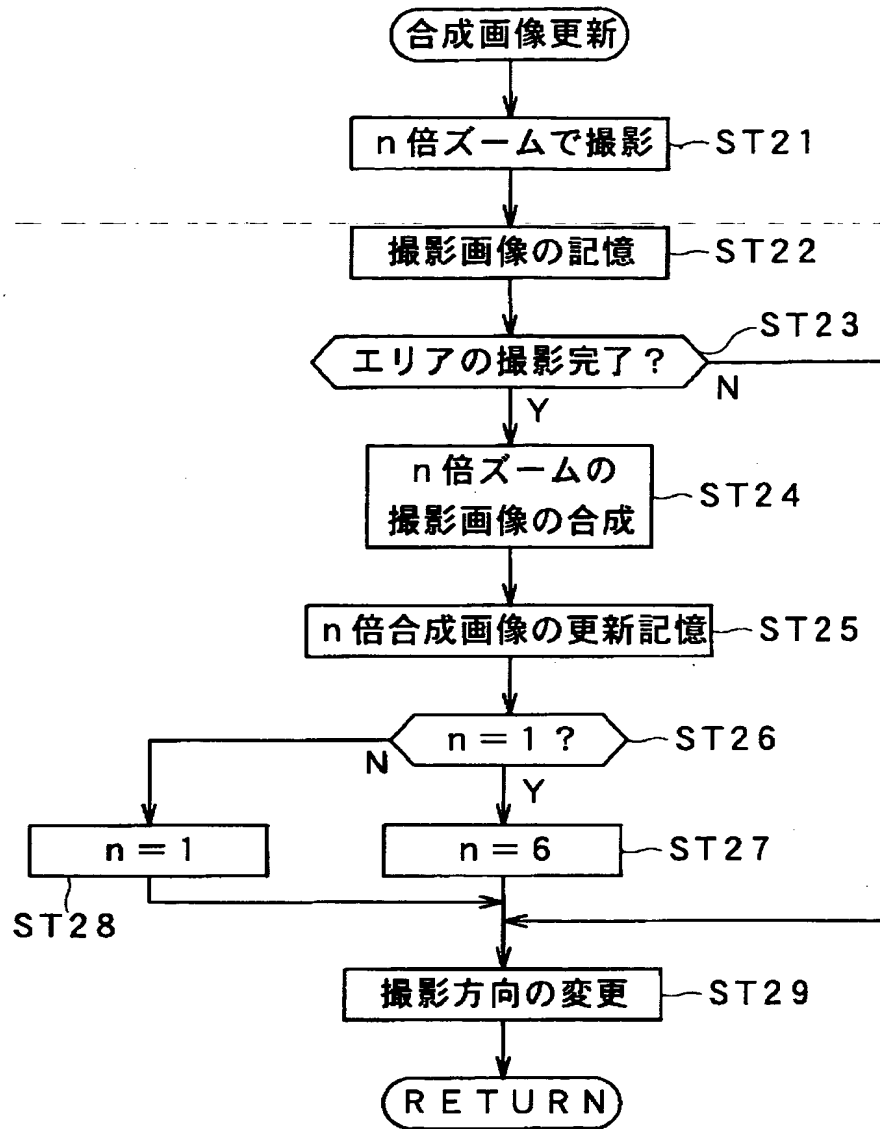 合成画像更新
n倍ズームで撮影
ST21
撮影画像の記憶
ST22
ST23
エリアの撮影完了?
N
Y
n倍ズームの
撮影画像の合成
ST24
n倍合成画像の更新記憶
ST25
n=1?
ST26
N
Y
n=1
n=6
ST27
ST28
撮影方向の変更
ST29
RETURN